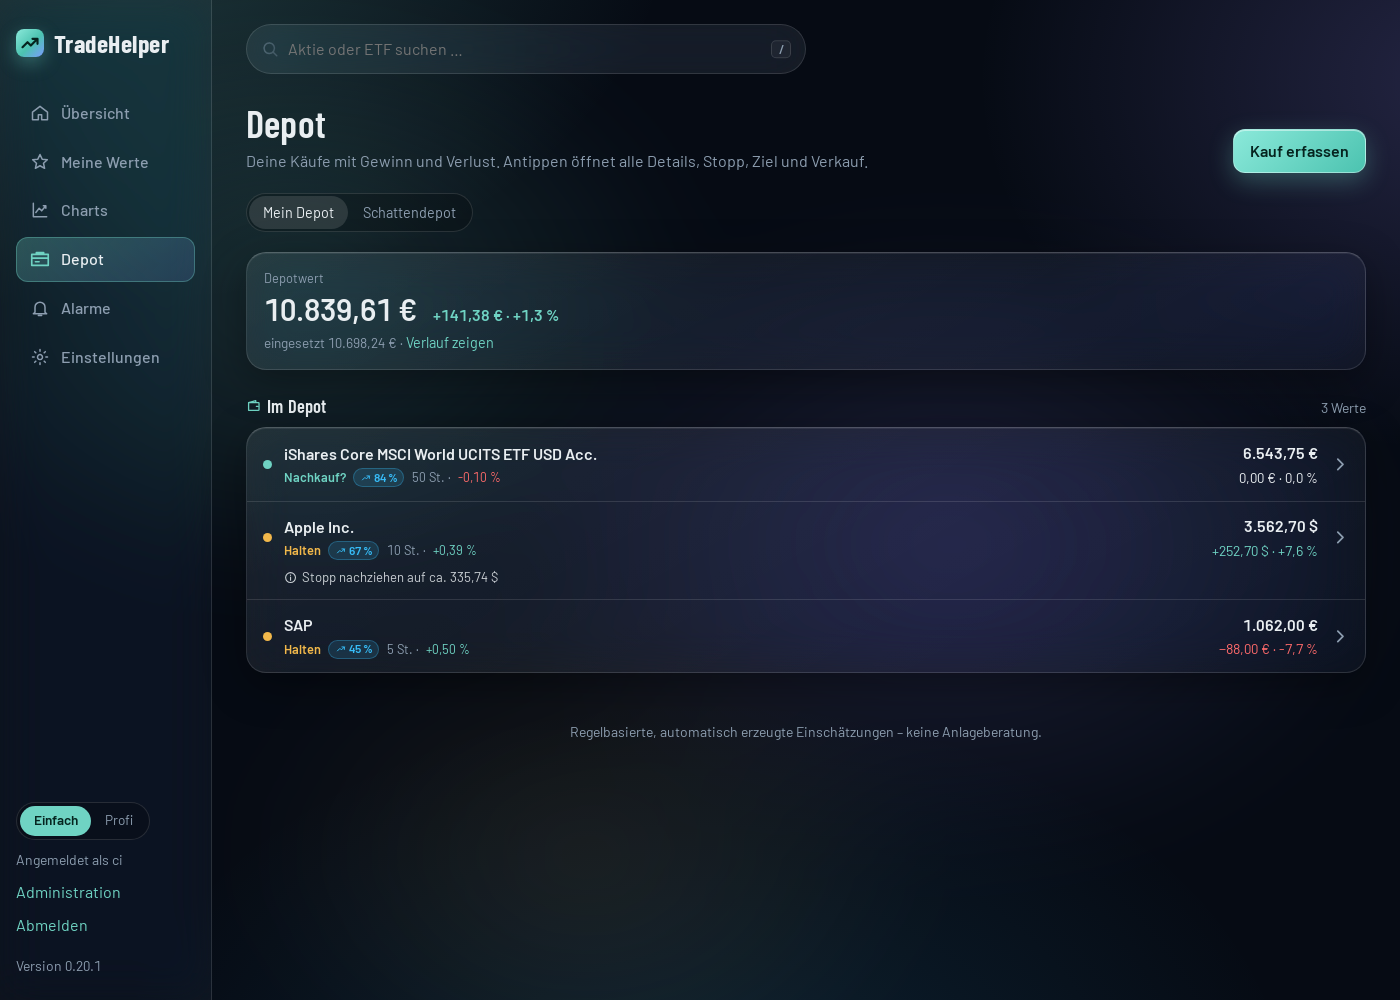 TradeHelper
Aktie oder ETF suchen ...
/
Übersicht
Meine Werte
Charts
Depot
Alarme
Einstellungen
Depot
Deine Käufe mit Gewinn und Verlust. Antippen öffnet alle Details, Stopp, Ziel und Verkauf.
Kauf erfassen
Mein Depot
Schattendepot
Depotwert
10.839,61 € +141,38 € · +1,3 %
eingesetzt 10.698,24 € · Verlauf zeigen
Im Depot
3 Werte
iShares Core MSCI World UCITS ETF USD Acc.
6.543,75 €
Nachkauf? 84 % 50 St. · -0,10 %
0,00 € · 0,0 %
Apple Inc.
3.562,70 $
Halten 67 % 10 St. · +0,39 %
+252,70 $ · +7,6 %
Stopp nachziehen auf ca. 335,74 $
SAP
1.062,00 €
Halten 45 % 5 St. · +0,50 %
−88,00 € · -7,7 %
Regelbasierte, automatisch erzeugte Einschätzungen – keine Anlageberatung.
Einfach
Profi
Angemeldet als ci
Administration
Abmelden
Version 0.20.1